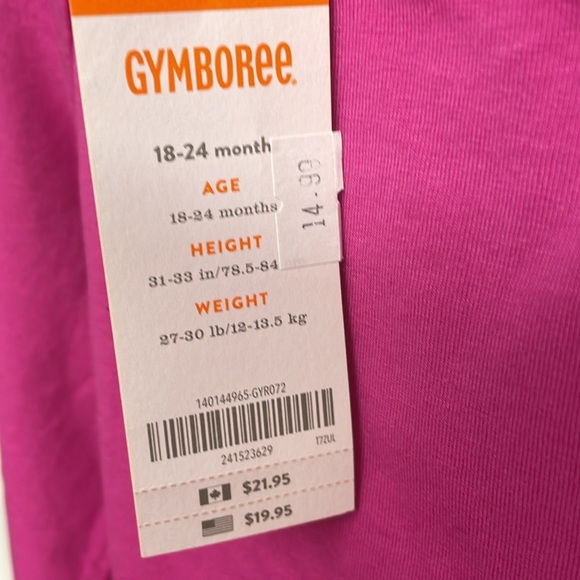 GYMBOREE
18-24 month
AGE
18-24 months
HEIGHT
31-33 in/78.5-84
WEIGHT
27-30 lb/12-13.5 kg
14.99
140144965-GYR072
241523629
17ZUL
$21.95
$19.95